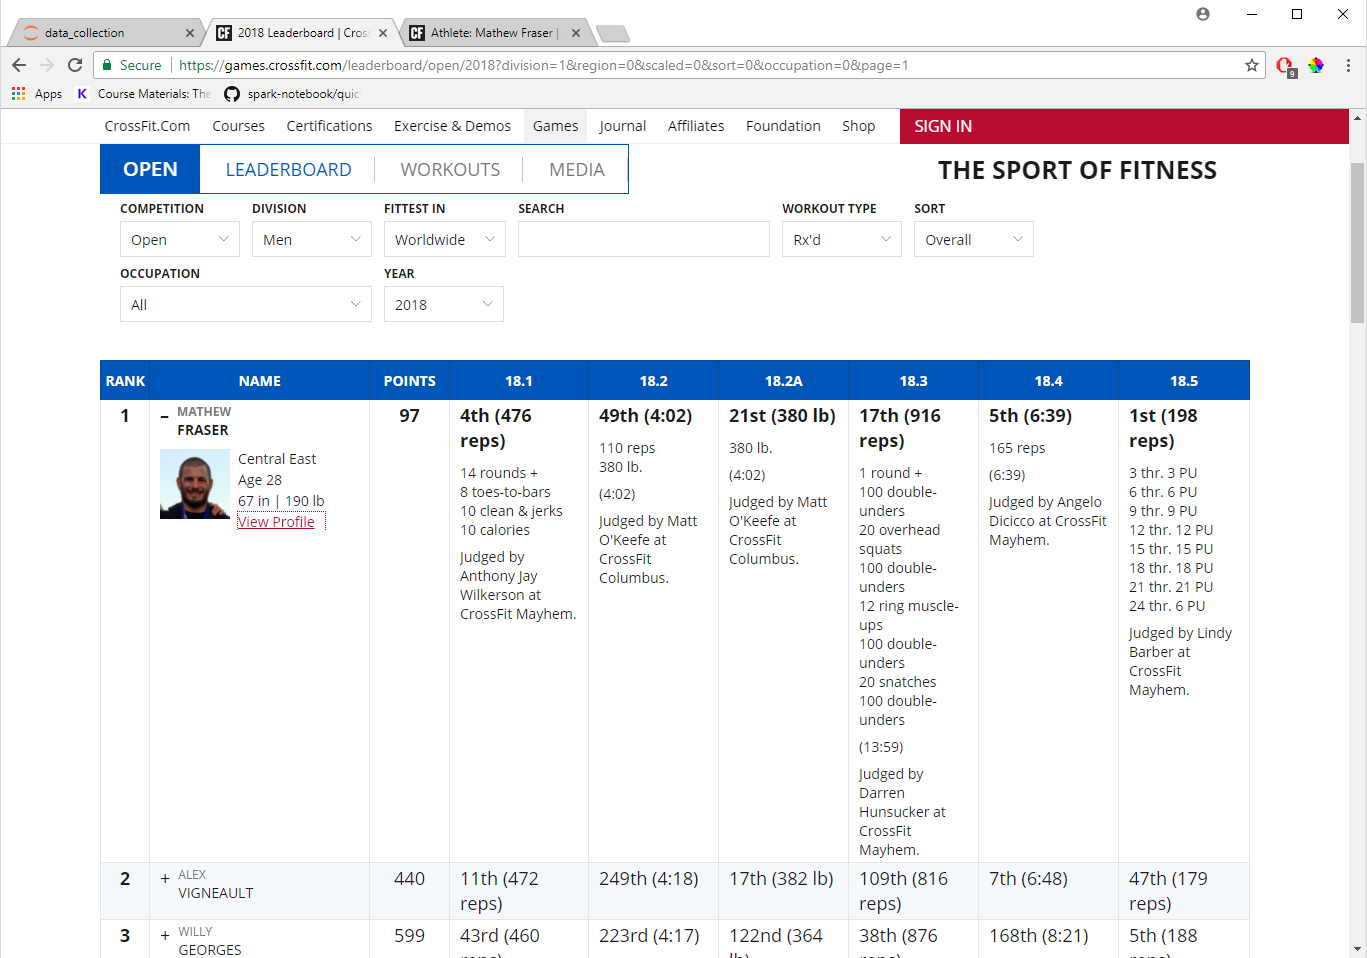 data_collection
2018 Leaderboard | Cros
Athlete: Mathew Fraser |
Secure
https://games.crossfit.com/leaderboard/open/2018?division=1&region=0&scaled=0&sort=0&occupation=0&page=1
9
Apps
K
Course Materials: The
spark-notebook/quic
CrossFit.Com
Courses
Certifications
Exercise & Demos
Games
Journal
Affiliates
Foundation
Shop
SIGN IN
OPEN
LEADERBOARD
WORKOUTS
MEDIA
THE SPORT OF FITNESS
COMPETITION
DIVISION
FITTEST IN
SEARCH
WORKOUT TYPE
SORT
Open
Men
Worldwide
Rx'd
Overall
OCCUPATION
YEAR
All
2018
RANK
NAME
POINTS
18.1
18.2
18.2A
18.3
18.4
18.5
1
– MATHEW
FRASER
Central East
Age 28
67 in | 190 lb
View Profile
97
4th (476
reps)
14 rounds +
8 toes-to-bars
10 clean & jerks
10 calories
Judged by
Anthony Jay
Wilkerson at
CrossFit Mayhem.
49th (4:02)
110 reps
380 lb.
(4:02)
Judged by Matt
O'Keefe at
CrossFit
Columbus.
21st (380 lb)
380 lb.
(4:02)
Judged by Matt
O'Keefe at
CrossFit
Columbus.
17th (916
reps)
1 round +
100 double-
unders
20 overhead
squats
100 double-
unders
12 ring muscle-
ups
100 double-
unders
20 snatches
100 double-
unders
(13:59)
Judged by
Darren
Hunsucker at
CrossFit
Mayhem.
5th (6:39)
165 reps
(6:39)
Judged by Angelo
Dicicco at CrossFit
Mayhem.
1st (198
reps)
3 thr. 3 PU
6 thr. 6 PU
9 thr. 9 PU
12 thr. 12 PU
15 thr. 15 PU
18 thr. 18 PU
21 thr. 21 PU
24 thr. 6 PU
Judged by Lindy
Barber at
CrossFit
Mayhem.
2
+ ALEX
VIGNEAULT
440
11th (472
reps)
249th (4:18)
17th (382 lb)
109th (816
reps)
7th (6:48)
47th (179
reps)
3
+ WILLY
GEORGES
599
43rd (460
reps)
223rd (4:17)
122nd (364
lb)
38th (876
reps)
168th (8:21)
5th (188
reps)